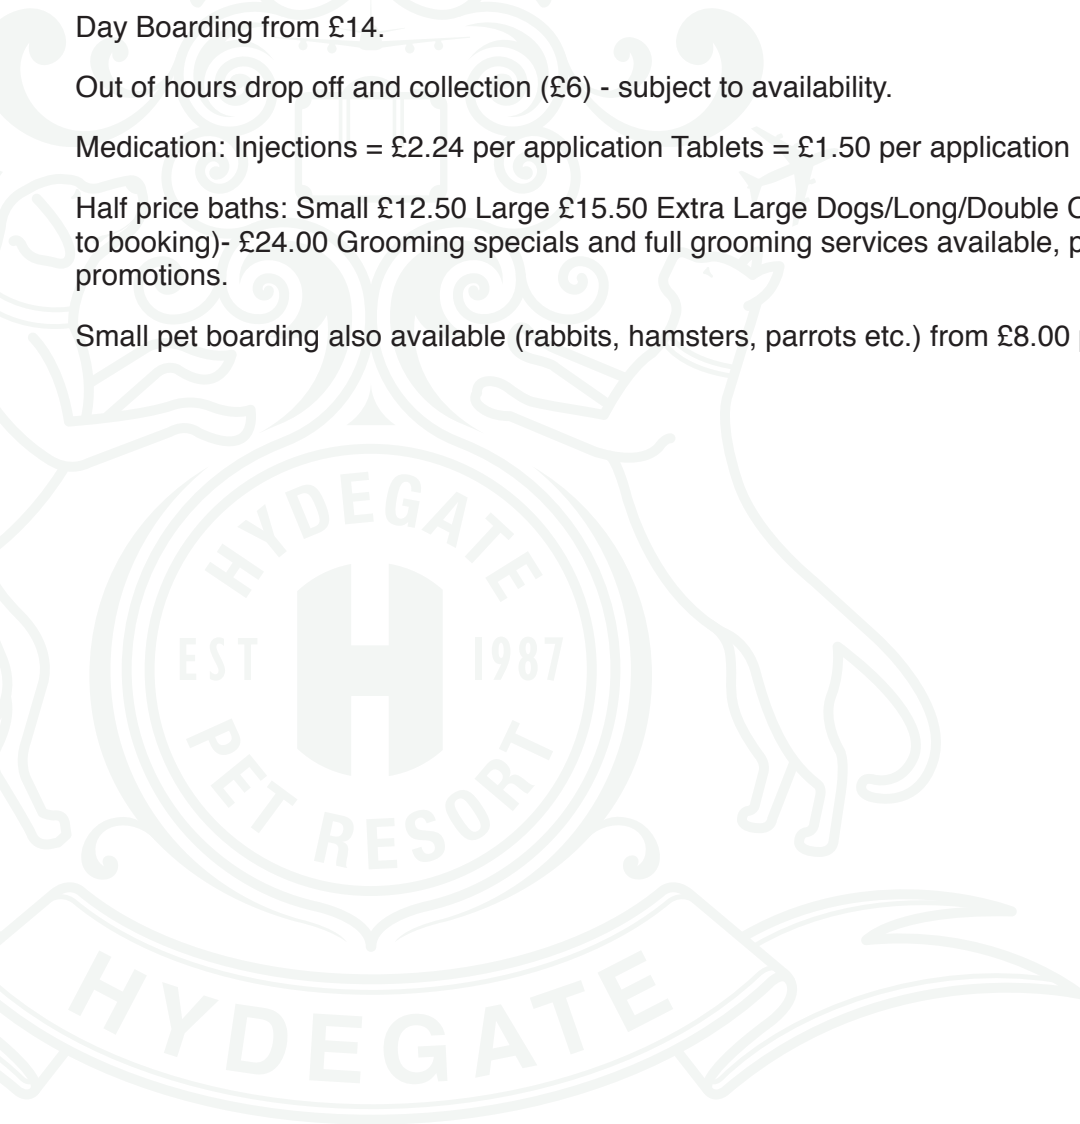 Day Boarding from £14.
Out of hours drop off and collection (£6) - subject to availability.
Medication: Injections = £2.24 per application Tablets = £1.50 per application
Half price baths: Small £12.50 Large £15.50 Extra Large Dogs/Long/Double
to booking)- £24.00 Grooming specials and full grooming services available,
promotions.
Small pet boarding also available (rabbits, hamsters, parrots etc.) from £8.00
HYDEGATE
EST 1987
PET RESORT
HYDEGATE